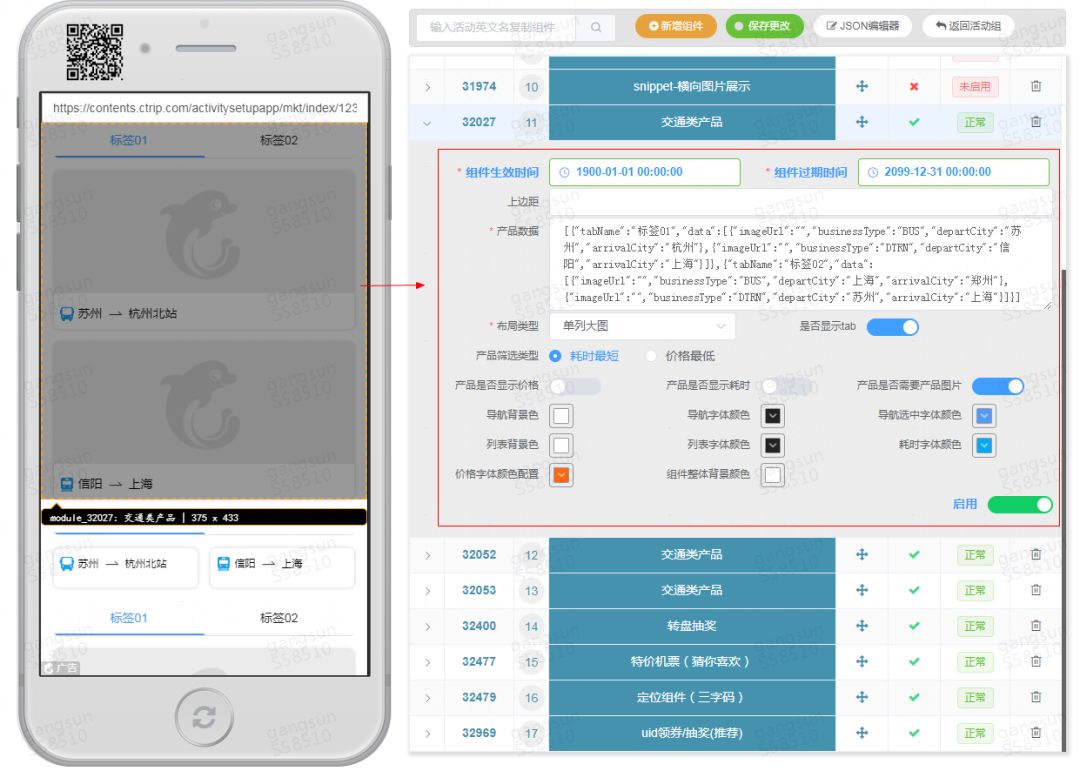 https://contents.ctrip.com/activitysetupapp/mkt/index/123
标签01 标签02
苏州 → 杭州北站
信阳 → 上海
module_32027: 交通类产品 | 375 x 433
苏州 → 杭州北站 信阳 → 上海
标签01 标签02
广告
输入活动英文名复制组件 新增组件 保存更改 JSON编辑器 返回活动组
31974 10 snippet-横向图片展示 未启用
32027 11 交通类产品 正常
* 组件生效时间 1900-01-01 00:00:00 * 组件过期时间 2099-12-31 00:00:00
上边距
* 产品数据 [{"tabName":"标签01","data":[{"imageUrl":"","businessType":"BUS","departCity":"苏
州","arrivalCity":"杭州"},{"imageUrl":"","businessType":"DTRN","departCity":"信
阳","arrivalCity":"上海"}]},{"tabName":"标签02","data":
[{"imageUrl":"","businessType":"BUS","departCity":"上海","arrivalCity":"郑州"},
{"imageUrl":"","businessType":"DTRN","departCity":"苏州","arrivalCity":"上海"}]}]
* 布局类型 单列大图 是否显示tab
产品筛选类型 耗时最短 价格最低
产品是否显示价格 产品是否显示耗时 产品是否需要产品图片
导航背景色 导航字体颜色 导航选中字体颜色
列表背景色 列表字体颜色 耗时字体颜色
价格字体颜色配置 组件整体背景颜色
启用
32052 12 交通类产品 正常
32053 13 交通类产品 正常
32400 14 转盘抽奖 正常
32477 15 特价机票（猜你喜欢） 正常
32479 16 定位组件（三字码） 正常
32969 17 uid领券/抽奖(推荐) 正常
gangsun
S58510